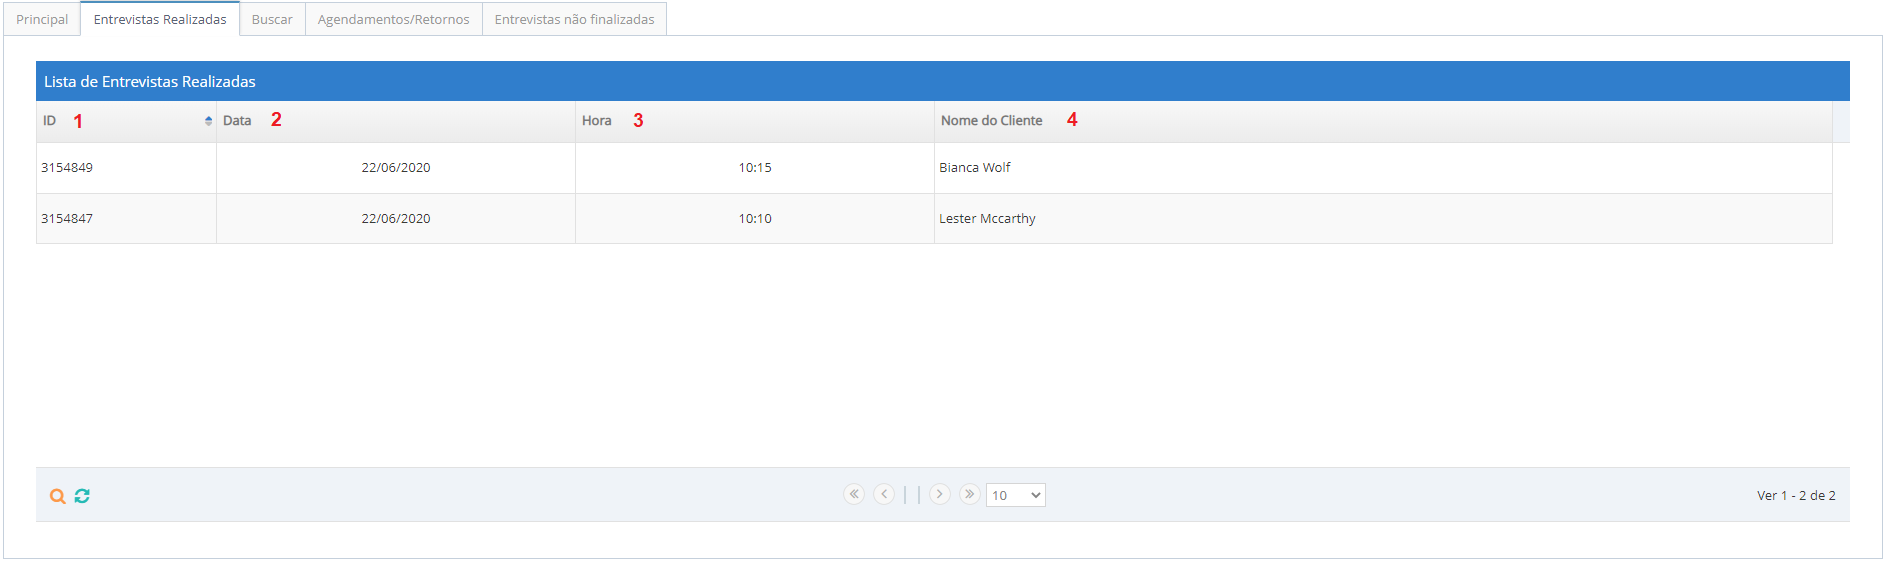 Principal Entrevistas Realizadas Buscar Agendamentos/Retornos Entrevistas não finalizadas
Lista de Entrevistas Realizadas
ID 1 Data 2 Hora 3 Nome do Cliente 4
3154849 22/06/2020 10:15 Bianca Wolf
3154847 22/06/2020 10:10 Lester Mccarthy
10 Ver 1 - 2 de 2